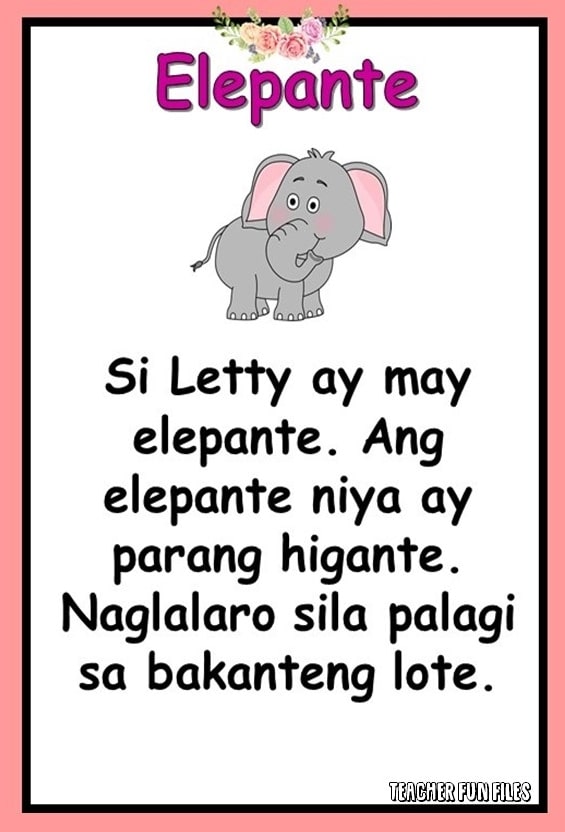 Elepante
Si Letty ay may
elepante. Ang
elepante niya ay
parang higante.
Naglalaro sila palagi
sa bakanteng lote.
TEACHER FUN FILES